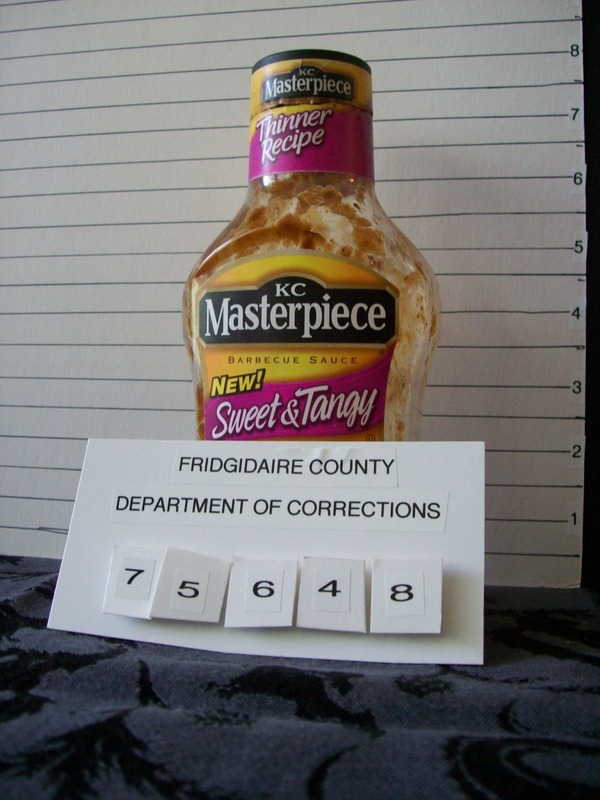 8
7
6
5
4
3
2
1
KC
Masterpiece
Thinner
Recipe
KC
Masterpiece
BARBECUE SAUCE
NEW!
Sweet & Tangy
FRIDGIDAIRE COUNTY
DEPARTMENT OF CORRECTIONS
7 5 6 4 8